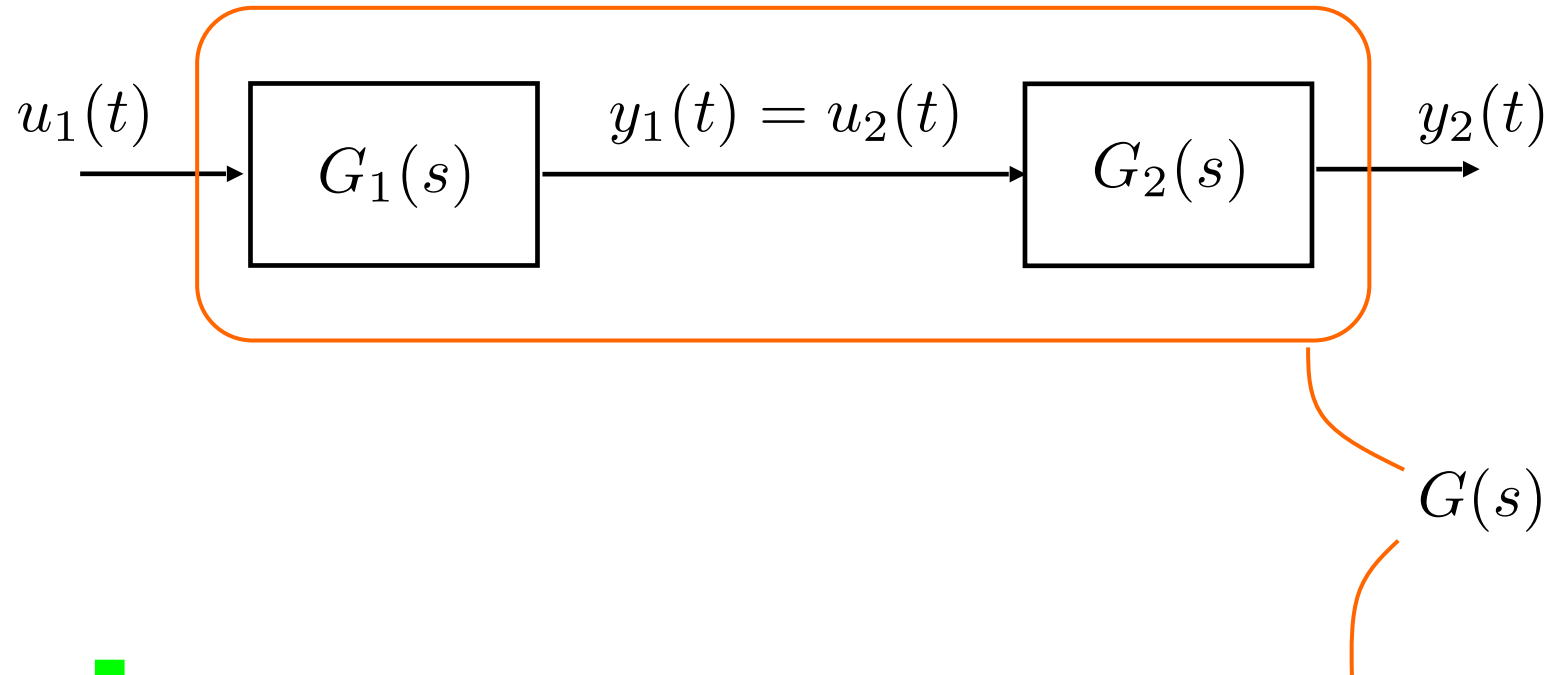 u₁(t)
G₁(s)
y₁(t) = u₂(t)
G₂(s)
y₂(t)
G(s)